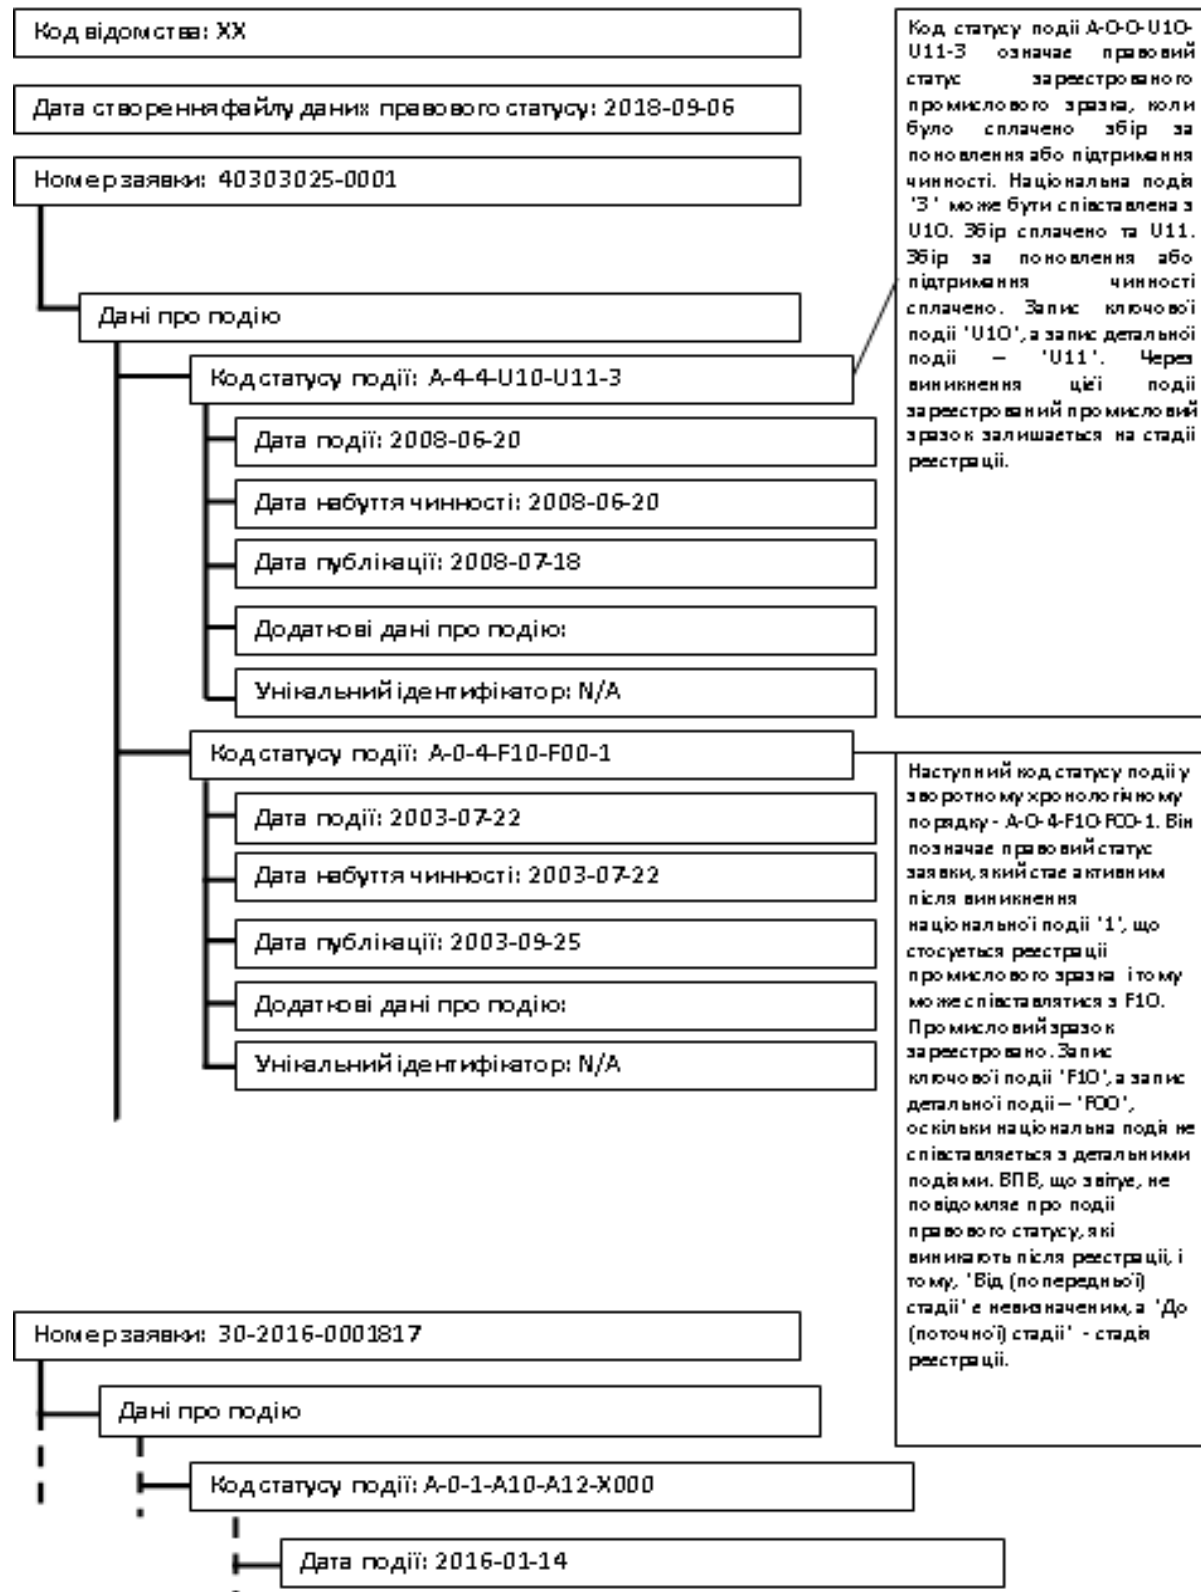 Код відомства: XX
Дата створення файлу даних правового статусу: 2018-09-06
Номер заявки: 40303025-0001
Дані про подію
Код статусу події: A-4-4-U10-U11-3
Дата події: 2008-06-20
Дата набуття чинності: 2008-06-20
Дата публікації: 2008-07-18
Додаткові дані про подію:
Унікальний ідентифікатор: N/A
Код статусу події A-0-0-U10-
U11-3 означає правовий
статус зареєстрованого
промислового зразка, коли
було сплачено збір за
поновлення або підтримання
чинності. Національна подія
'3' може бути співставлена з
U10. Збір сплачено та U11.
Збір за поновлення або
підтримання чинності
сплачено. Запис ключової
події 'U10', а запис детальної
події – 'U11'. Через
виникнення цієї події
зареєстрований промисловий
зразок залишається на стадії
реєстрації.
Код статусу події: A-0-4-F10-F00-1
Дата події: 2003-07-22
Дата набуття чинності: 2003-07-22
Дата публікації: 2003-09-25
Додаткові дані про подію:
Унікальний ідентифікатор: N/A
Наступний код статусу події у
зворотному хронологічному
порядку - A-0-4-F10-F00-1. Він
позначає правовий статус
заявки, який стає активним
після виникнення
національної події '1', що
стосується реєстрації
промислового зразка і тому
може співставлятися з F10.
Промисловий зразок
зареєстровано. Запис
ключової події 'F10', а запис
детальної події – 'F00',
оскільки національна подія не
співставляється з детальними
подіями. ВПВ, що звітує, не
повідомляє про події
правового статусу, які
виникають після реєстрації, і
тому, 'Від (попередньої)
стадії' є невизначеним, а 'До
(поточної) стадії' - стадія
реєстрації.
Номер заявки: 30-2016-0001817
Дані про подію
Код статусу події: A-0-1-A10-A12-X000
Дата події: 2016-01-14